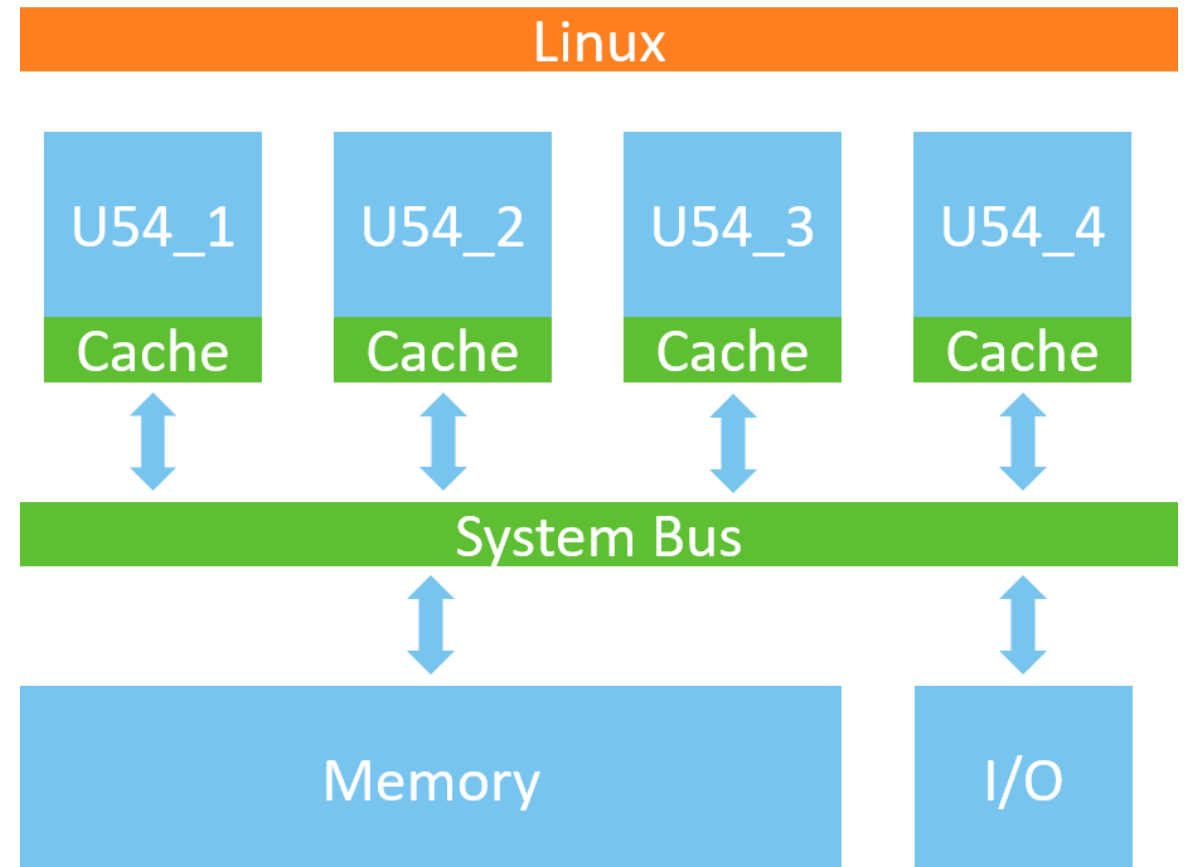 Linux
U54_1
U54_2
U54_3
U54_4
Cache
Cache
Cache
Cache
System Bus
Memory
I/O